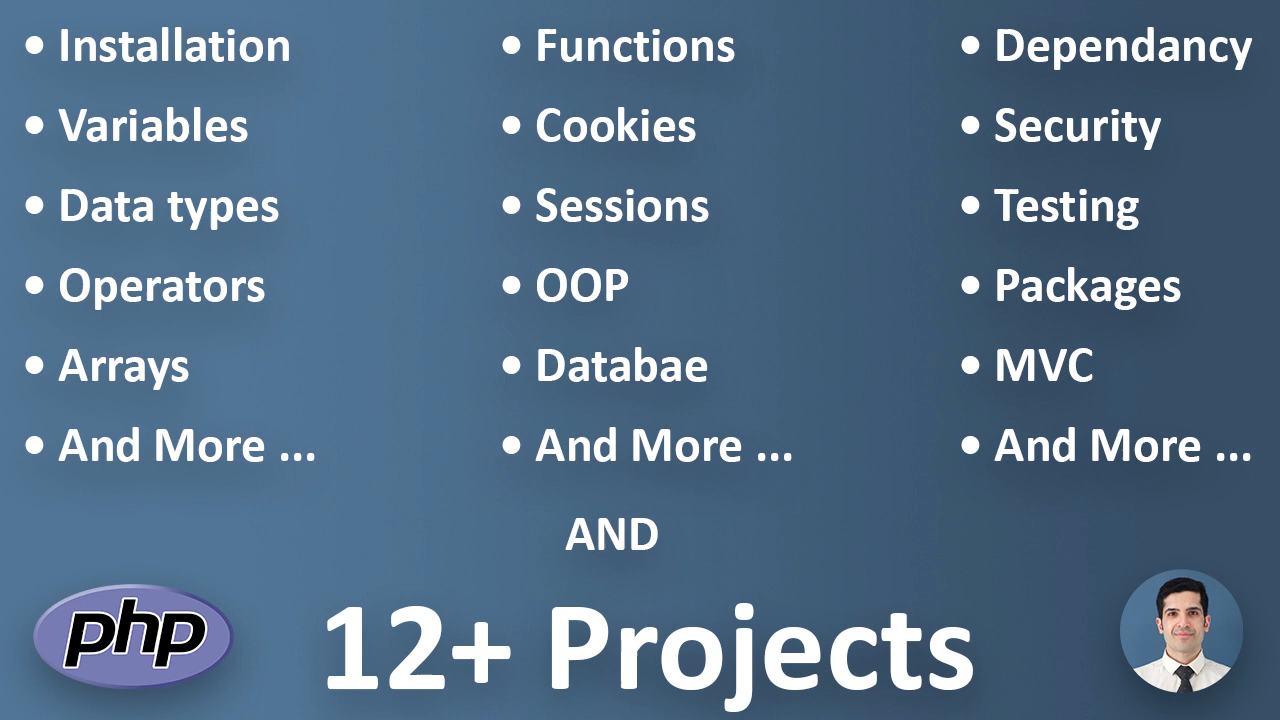 • Installation
• Variables
• Data types
• Operators
• Arrays
• And More ...
• Functions
• Cookies
• Sessions
• OOP
• Databae
• And More ...
• Dependancy
• Security
• Testing
• Packages
• MVC
• And More ...
AND
php
12+ Projects